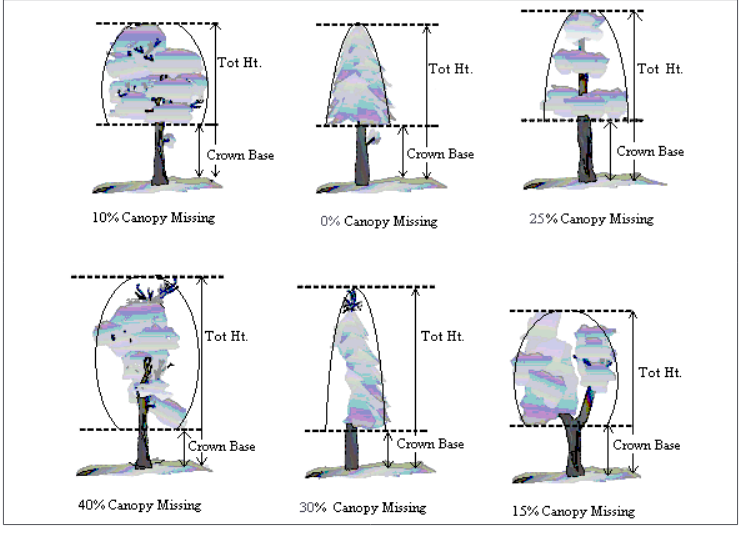 Tot Ht.
Crown Base
10% Canopy Missing
Tot Ht.
Crown Base
0% Canopy Missing
Tot Ht.
Crown Base
25% Canopy Missing
Tot Ht.
Crown Base
40% Canopy Missing
Tot Ht.
Crown Base
30% Canopy Missing
Tot Ht.
Crown Base
15% Canopy Missing